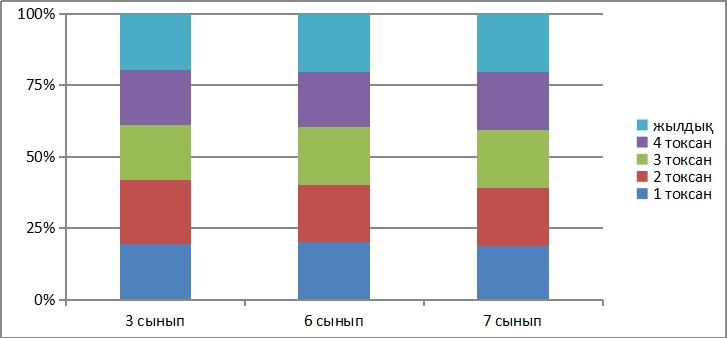 100%
75%
50%
25%
0%
3 сынып
6 сынып
7 сынып
жылдық
4 тоқсан
3 тоқсан
2 тоқсан
1 тоқсан